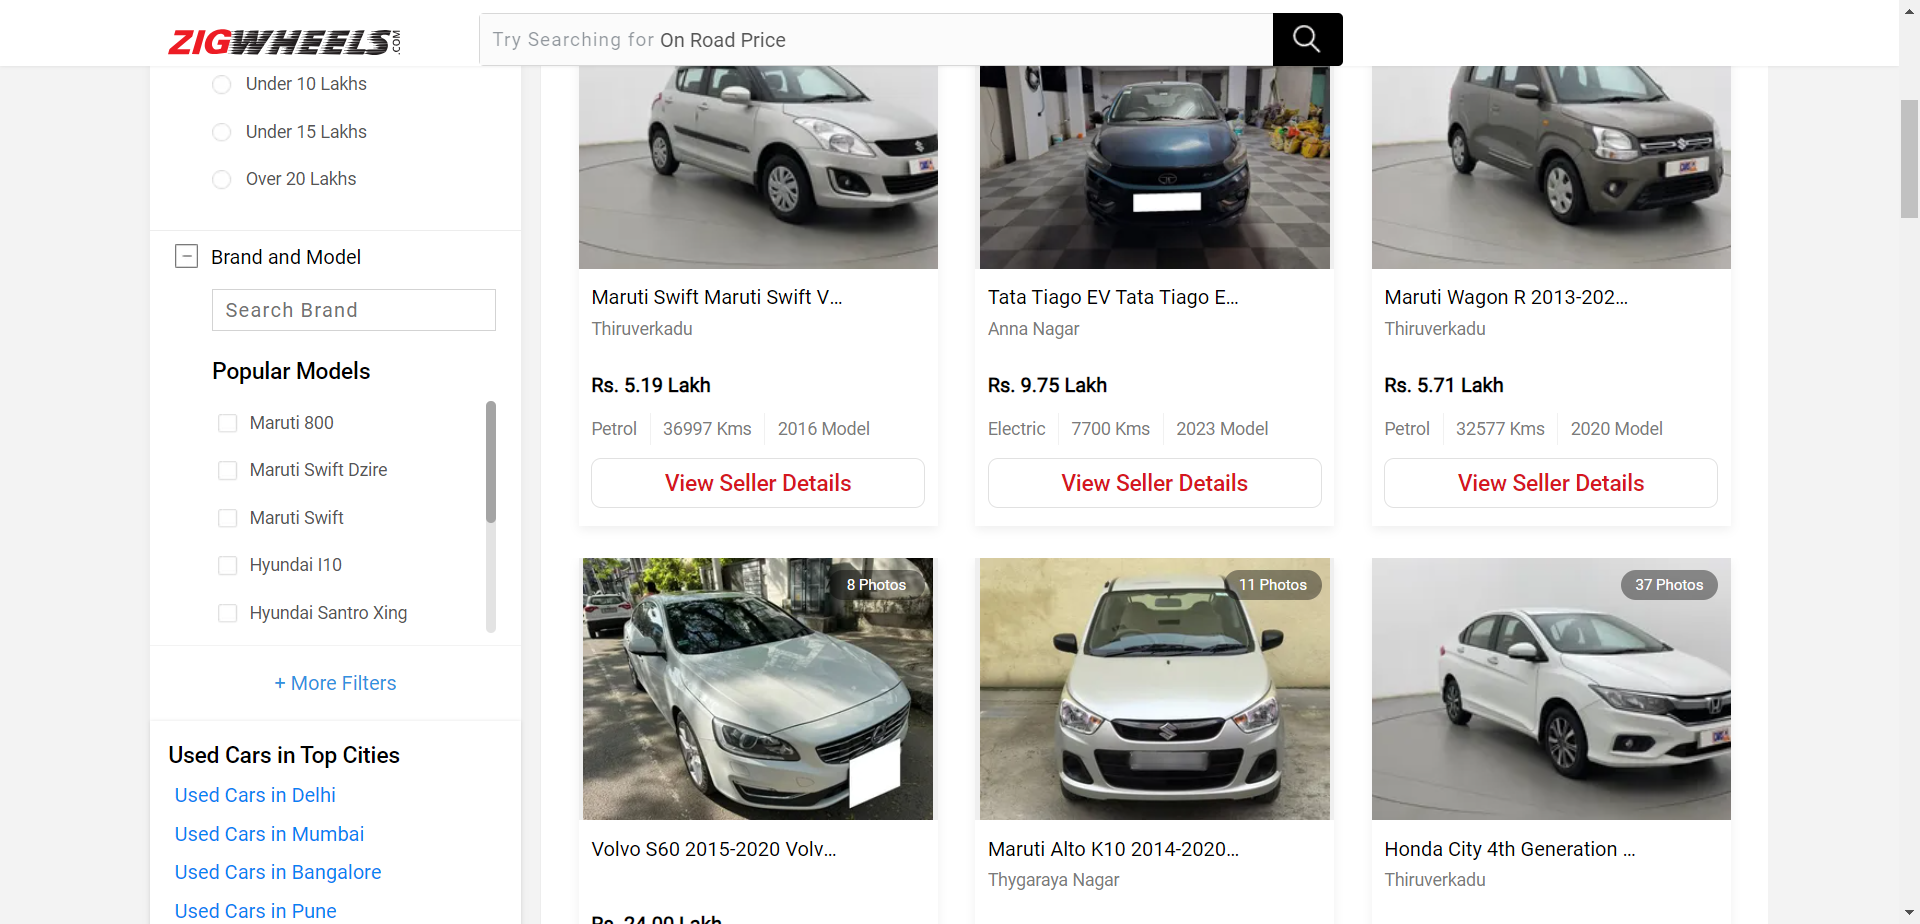 ZIGWHEELS.COM
Try Searching for On Road Price
Under 10 Lakhs
Under 15 Lakhs
Over 20 Lakhs
Brand and Model
Search Brand
Popular Models
Maruti 800
Maruti Swift Dzire
Maruti Swift
Hyundai I10
Hyundai Santro Xing
+ More Filters
Used Cars in Top Cities
Used Cars in Delhi
Used Cars in Mumbai
Used Cars in Bangalore
Used Cars in Pune
Maruti Swift Maruti Swift V...
Thiruverkadu
Rs. 5.19 Lakh
Petrol 36997 Kms 2016 Model
View Seller Details
Tata Tiago EV Tata Tiago E...
Anna Nagar
Rs. 9.75 Lakh
Electric 7700 Kms 2023 Model
View Seller Details
Maruti Wagon R 2013-202...
Thiruverkadu
Rs. 5.71 Lakh
Petrol 32577 Kms 2020 Model
View Seller Details
8 Photos
Volvo S60 2015-2020 Volv...
Rs. 24.00 Lakh
11 Photos
Maruti Alto K10 2014-2020...
Thygaraya Nagar
37 Photos
Honda City 4th Generation ...
Thiruverkadu